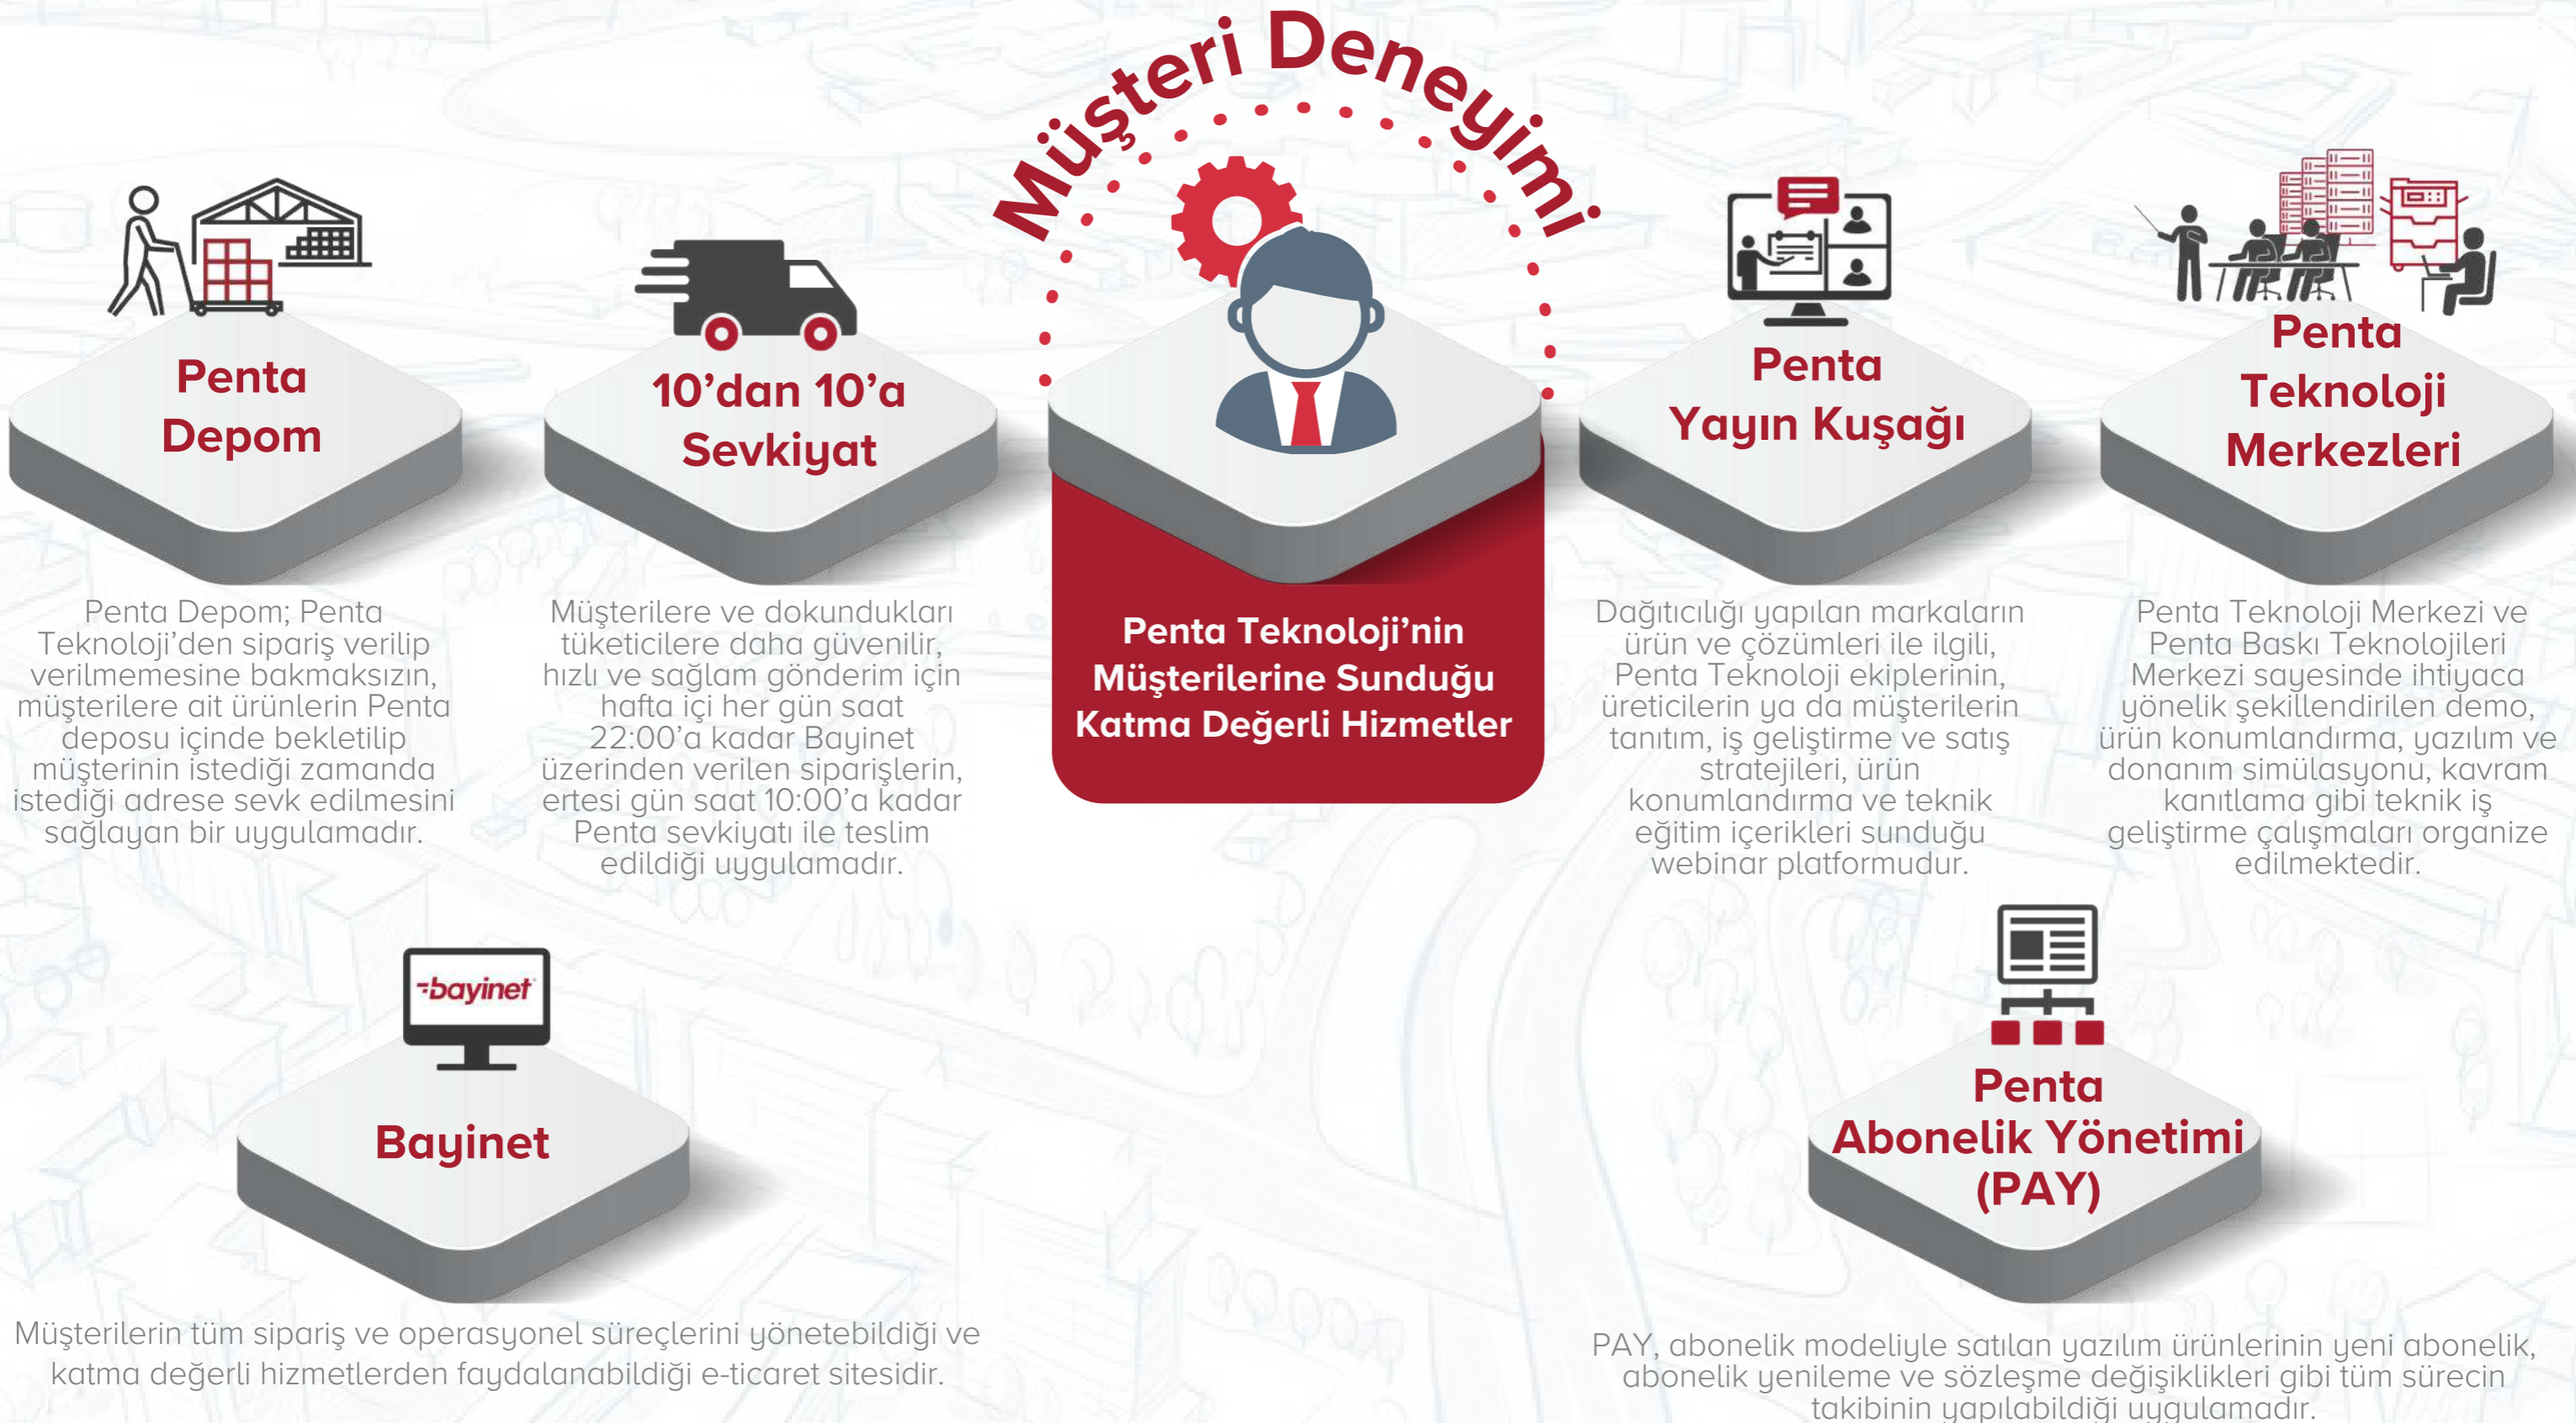 Müşteri Deneyimi
Penta
Depom
Penta Depom; Penta
Teknoloji’den sipariş verilip
verilmemesine bakmaksızın,
müşterilere ait ürünlerin Penta
deposu içinde bekletilip
müşterinin istediği zamanda
istediği adrese sevk edilmesini
sağlayan bir uygulamadır.
10’dan 10’a
Sevkiyat
Müşterilere ve dokundukları
tüketicilere daha güvenilir,
hızlı ve sağlam gönderim için
hafta içi her gün saat
22:00’a kadar Bayinet
üzerinden verilen siparişlerin,
ertesi gün saat 10:00’a kadar
Penta sevkiyatı ile teslim
edildiği uygulamadır.
Penta Teknoloji’nin
Müşterilerine Sunduğu
Katma Değerli Hizmetler
Penta
Yayın Kuşağı
Dağıtıcılığı yapılan markaların
ürün ve çözümleri ile ilgili,
Penta Teknoloji ekiplerinin,
üreticilerin ya da müşterilerin
tanıtım, iş geliştirme ve satış
stratejileri, ürün
konumlandırma ve teknik
eğitim içerikleri sunduğu
webinar platformudur.
Penta
Teknoloji
Merkezleri
Penta Teknoloji Merkezi ve
Penta Baskı Teknolojileri
Merkezi sayesinde ihtiyaca
yönelik şekillendirilen demo,
ürün konumlandırma, yazılım ve
donanım simülasyonu, kavram
kanıtlama gibi teknik iş
geliştirme çalışmaları organize
edilmektedir.
bayinet
Bayinet
Müşterilerin tüm sipariş ve operasyonel süreçlerini yönetebildiği ve
katma değerli hizmetlerden faydalanabildiği e-ticaret sitesidir.
Penta
Abonelik Yönetimi
(PAY)
PAY, abonelik modeliyle satılan yazılım ürünlerinin yeni abonelik,
abonelik yenileme ve sözleşme değişiklikleri gibi tüm sürecin
takibinin yapılabildiği uygulamadır.